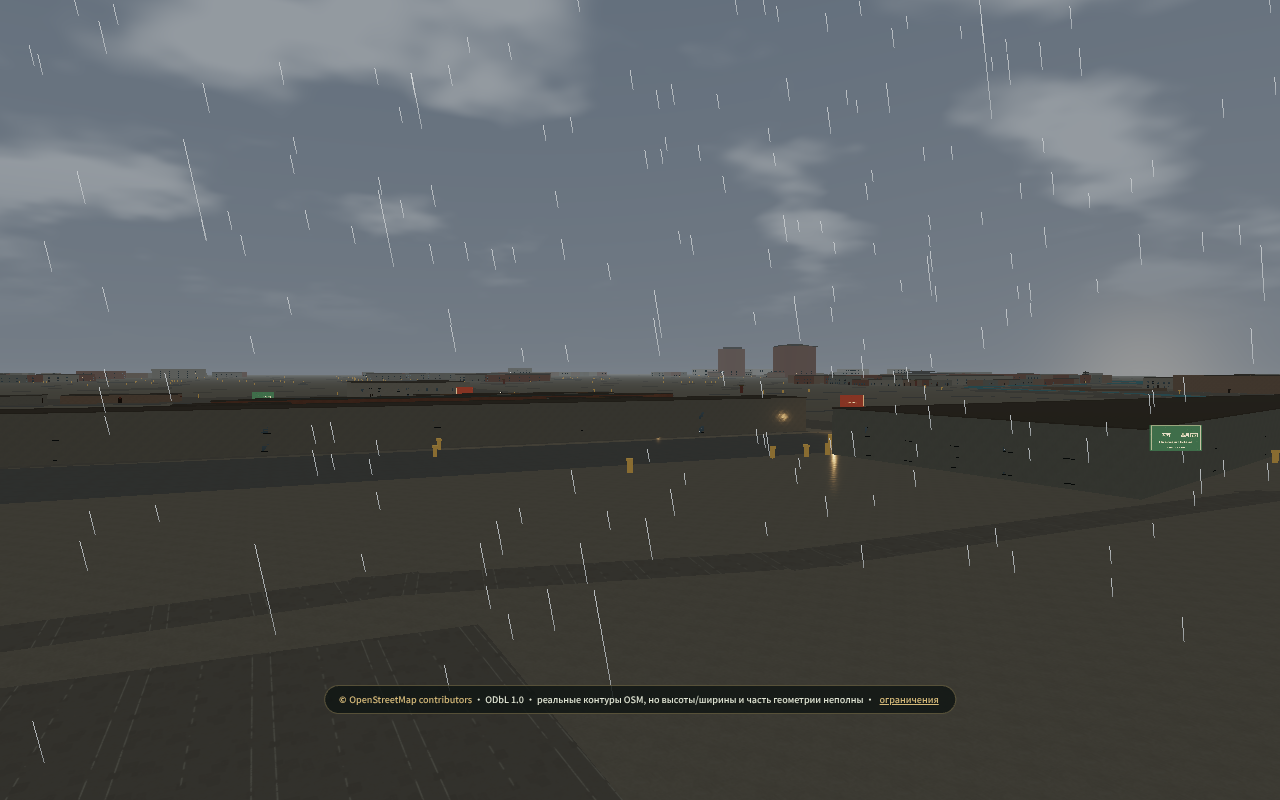 © OpenStreetMap contributors • ODbL 1.0 • реальные контуры OSM, но высоты/ширины и часть геометрии неполны • ограничения